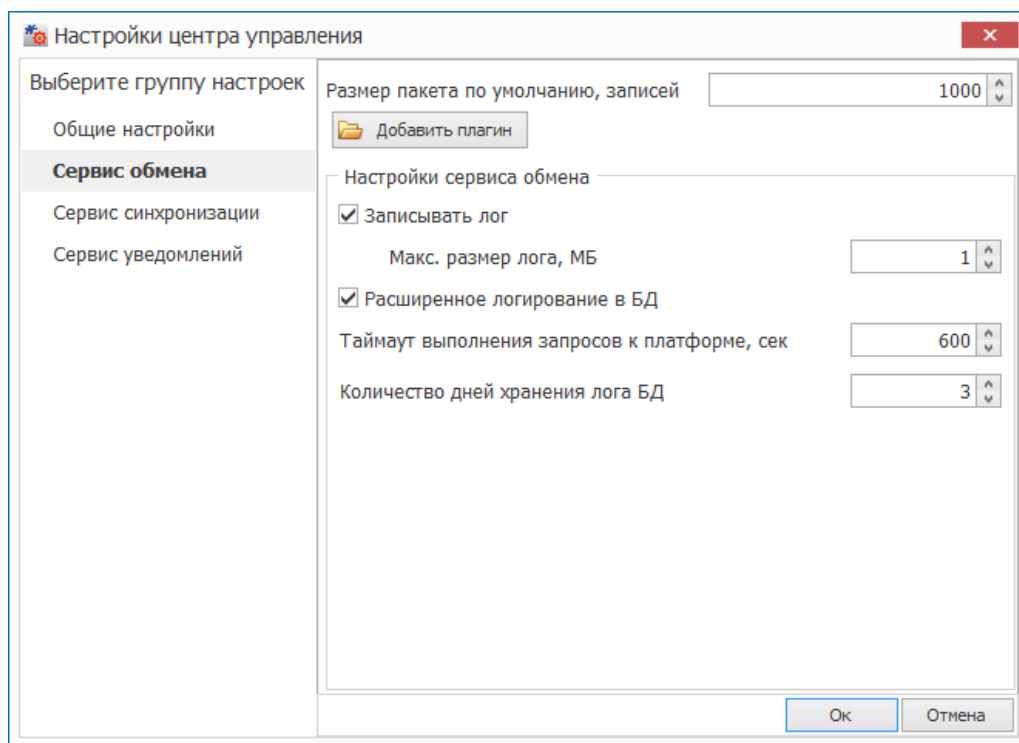 Настройки центра управления
Выберите группу настроек
Общие настройки
Сервис обмена
Сервис синхронизации
Сервис уведомлений
Размер пакета по умолчанию, записей 1000
Добавить плагин
Настройки сервиса обмена
Записывать лог
Макс. размер лога, МБ 1
Расширенное логирование в БД
Таймаут выполнения запросов к платформе, сек 600
Количество дней хранения лога БД 3
Ок Отмена